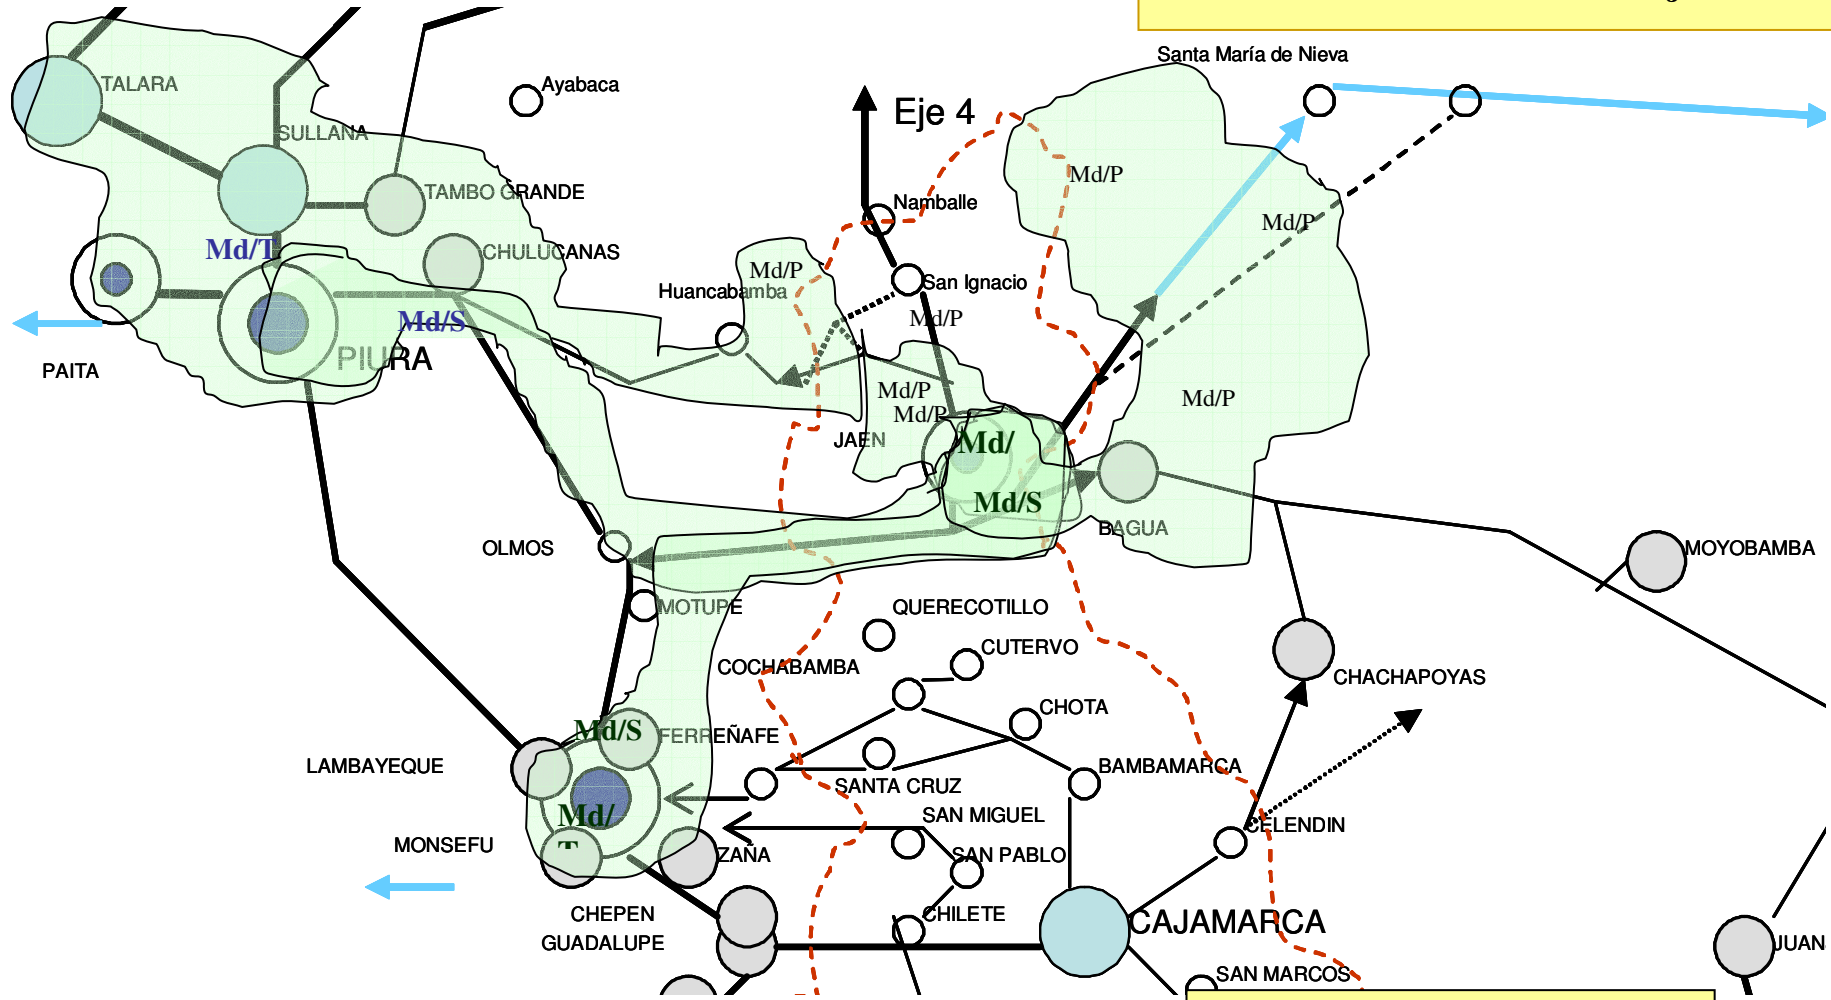 Santa María de Nieva
TALARA
Ayabaca
Eje 4
SULLANA
Md/P
TAMBO GRANDE
Namballe
Md/P
Md/T
CHULUCANAS
Md/P
Huancabamba
San Ignacio
Md/S
Md/P
PIURA
PAITA
Md/P
Md/P
Md/P
JAEN
Md/
Md/S
BAGUA
OLMOS
MOYOBAMBA
MOTUPE
QUERECOTILLO
CUTERVO
COCHABAMBA
CHACHAPOYAS
CHOTA
Md/S
FERREÑAFE
LAMBAYEQUE
BAMBAMARCA
SANTA CRUZ
Md/
T
SAN MIGUEL
CELENDIN
MONSEFU
ZAÑA
SAN PABLO
CHEPEN
CHILETE
CAJAMARCA
GUADALUPE
JUAN
SAN MARCOS